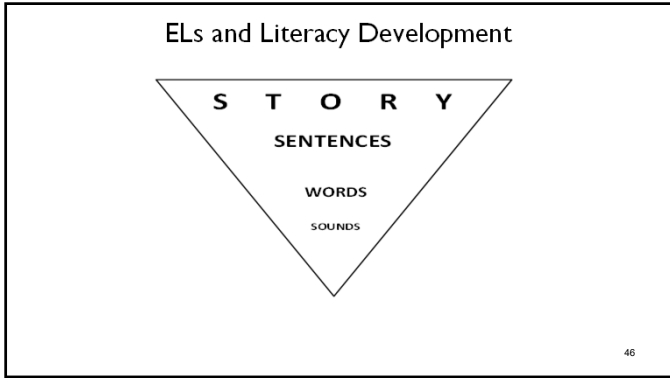 ELs and Literacy Development
S T O R Y
SENTENCES
WORDS
SOUNDS
46